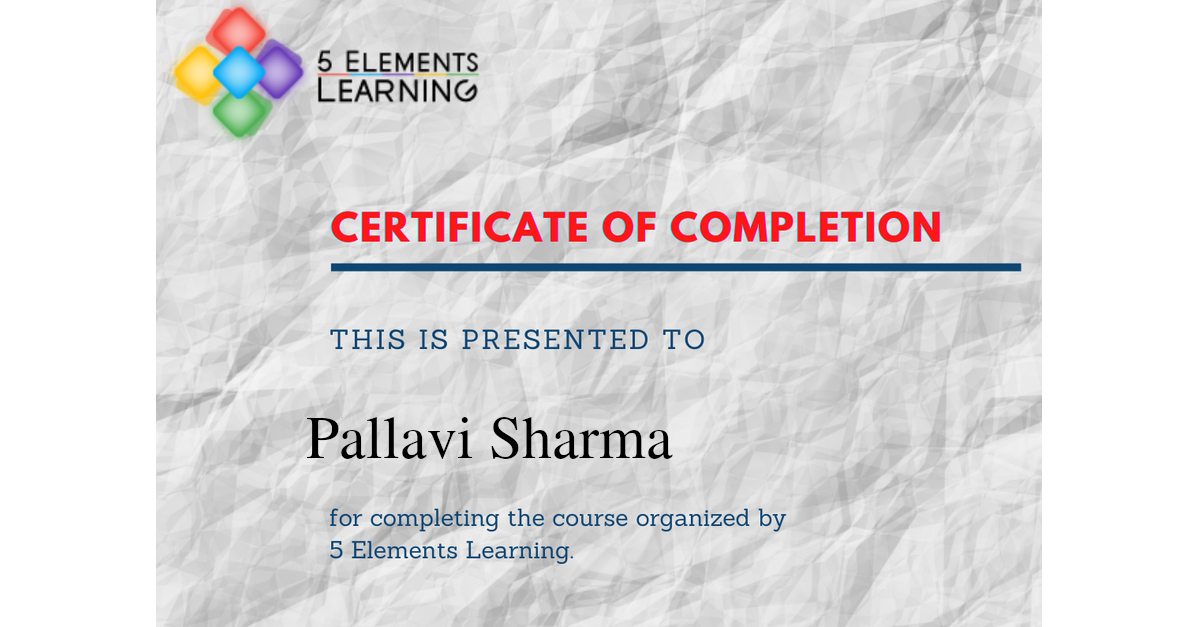 5 ELEMENTS
LEARNING
CERTIFICATE OF COMPLETION
THIS IS PRESENTED TO
Pallavi Sharma
for completing the course organized by
5 Elements Learning.